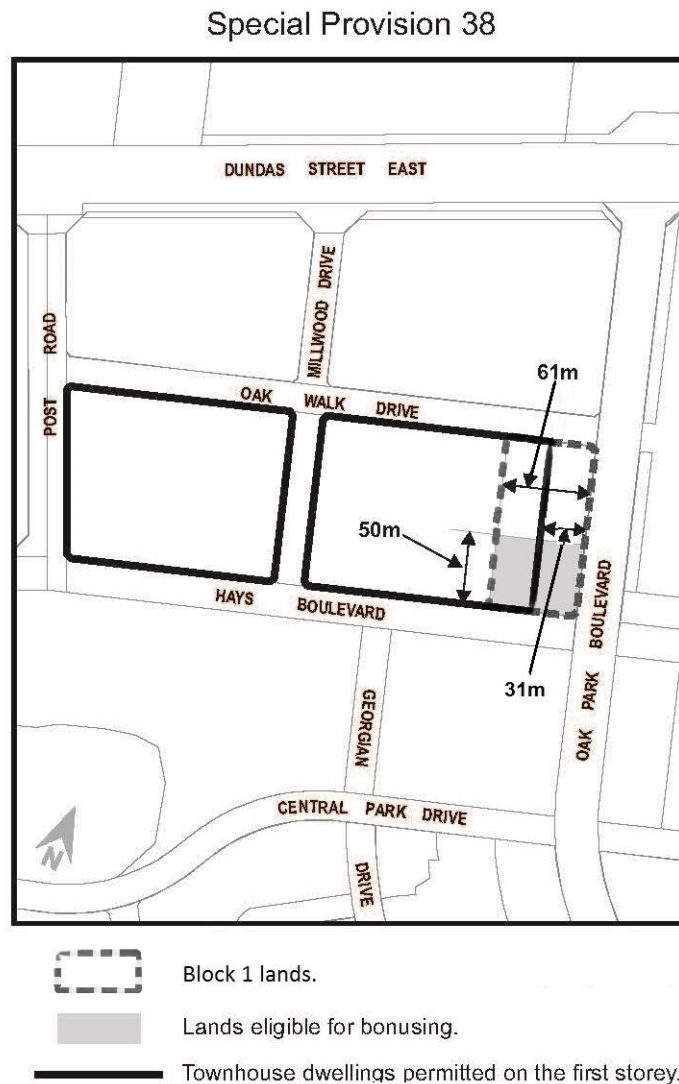 Special Provision 38
DUNDAS STREET EAST
MILLWOOD DRIVE
POST ROAD
61m
OAK WALK DRIVE
50m
HAYS BOULEVARD
31m
OAK PARK BOULEVARD
GEORGIAN DRIVE
CENTRAL PARK DRIVE
N
Block 1 lands.
Lands eligible for bonusing.
Townhouse dwellings permitted on the first storey.